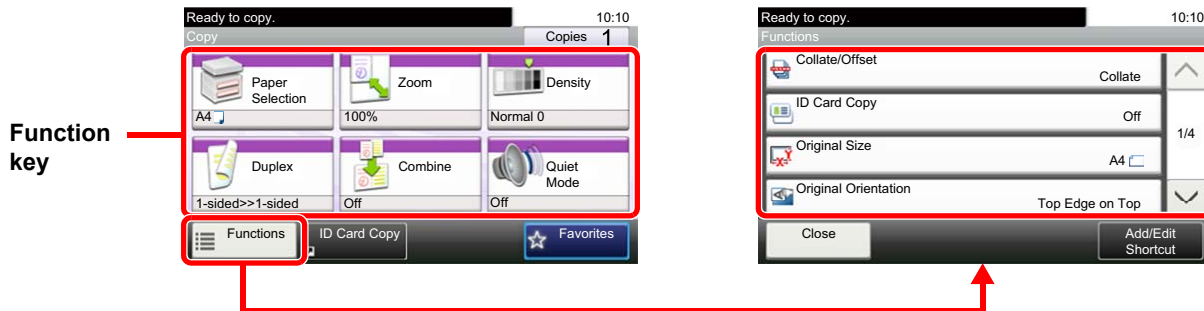 Ready to copy.
10:10
Copy
Copies 1
Paper
Selection
A4
Zoom
100%
Density
Normal 0
Function
key
Duplex
1-sided>>1-sided
Combine
Off
Quiet
Mode
Off
Functions
ID Card Copy
Favorites
Ready to copy.
10:10
Functions
Collate/Offset
Collate
ID Card Copy
Off
1/4
Original Size
A4
Original Orientation
Top Edge on Top
Close
Add/Edit
Shortcut